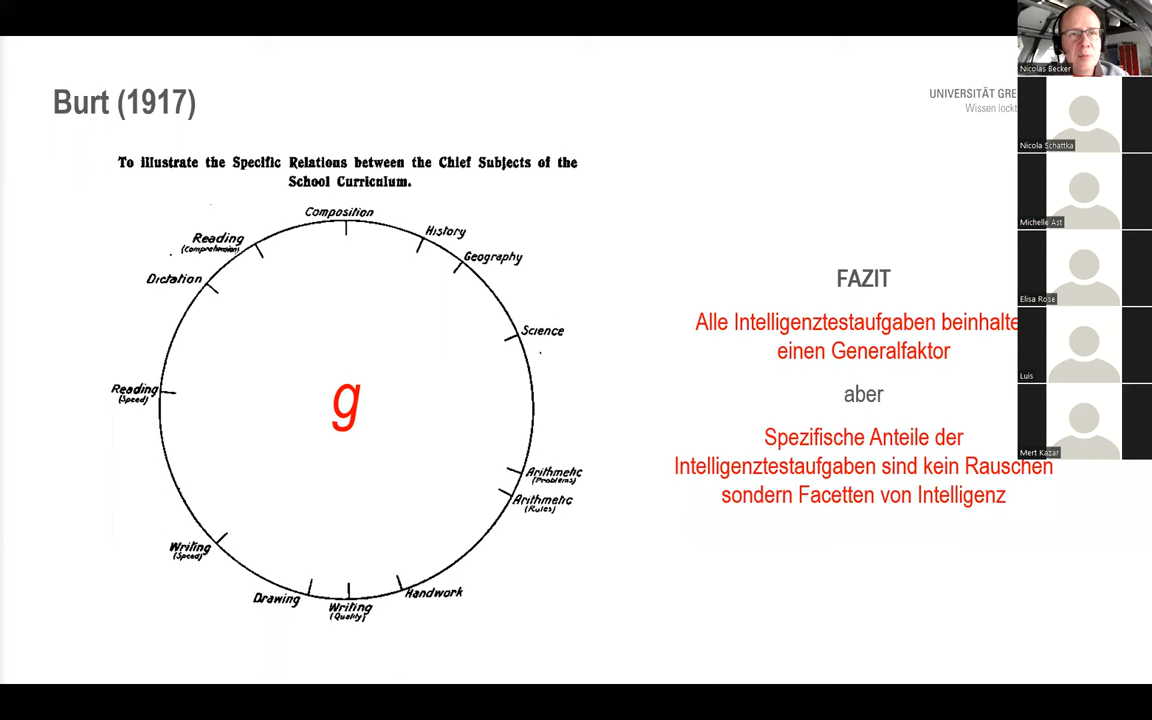 Burt (1917)
UNIVERSITÄT GRE
Wissen lockt
To illustrate the Specific Relations between the Chief Subjects of the
School Curriculum.
Composition
History
Geography
Science
Arithmetic
(Problems)
Arithmetic
(Rules)
Handwork
Writing
(Quality)
Drawing
Writing
(Speed)
Reading
(Speed)
Dictation
Reading
(Comprehension)
g
FAZIT
Alle Intelligenztestaufgaben beinhalte
einen Generalfaktor
aber
Spezifische Anteile der
Intelligenztestaufgaben sind kein Rauschen
sondern Facetten von Intelligenz
Nicolas Becker
Nicola Schattka
Michelle Ast
Elisa Rose
Luis
Mert Kazar